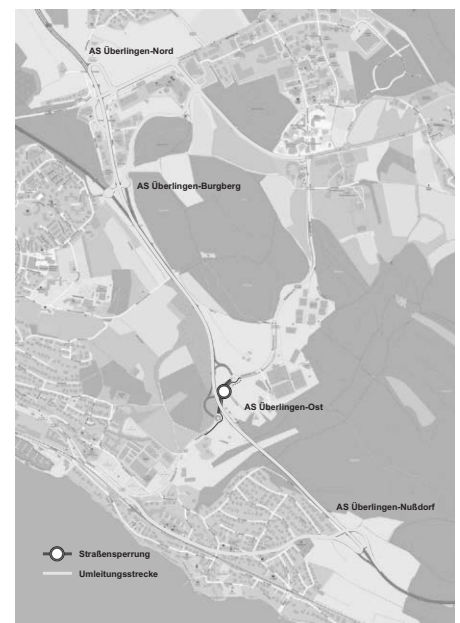 AS Überlingen-Nord
AS Überlingen-Burgberg
AS Überlingen-Ost
AS Überlingen-Nußdorf
Straßensperrung
Umleitungsstrecke